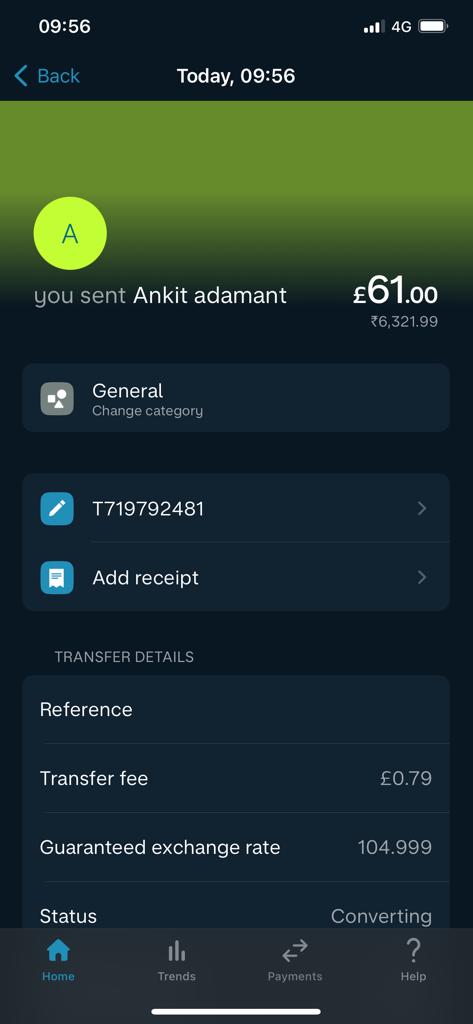 09:56
4G
Back
Today, 09:56
A
you sent Ankit adamant
£61.00
₹6,321.99
General
Change category
T719792481
Add receipt
TRANSFER DETAILS
Reference
Transfer fee £0.79
Guaranteed exchange rate 104.999
Status Converting
Home Trends Payments Help